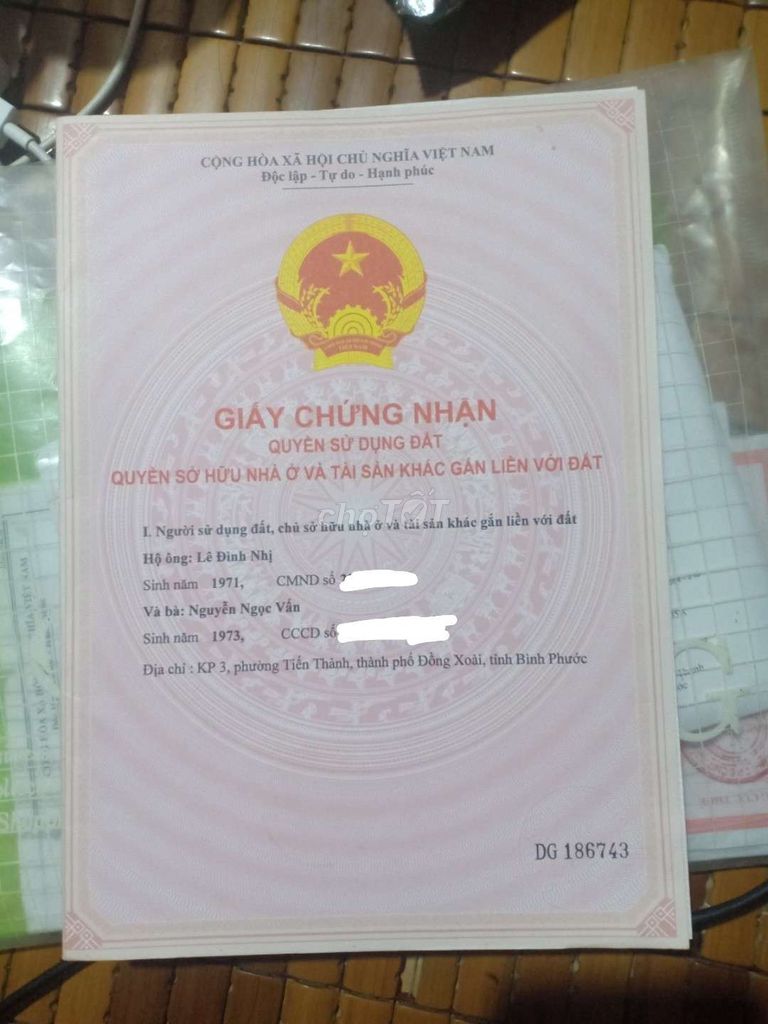 CỘNG HÒA XÃ HỘI CHỦ NGHĨA VIỆT NAM
Độc lập - Tự do - Hạnh phúc
VIỆT NAM
GIẤY CHỨNG NHẬN
QUYỀN SỬ DỤNG ĐẤT
QUYỀN SỞ HỮU NHÀ Ở VÀ TÀI SẢN KHÁC GẮN LIỀN VỚI ĐẤT
choTỐT
I. Người sử dụng đất, chủ sở hữu nhà ở và tài sản khác gắn liền với đất
Hộ ông: Lê Đình Nhị
Sinh năm 1971, CMND số
Và bà: Nguyễn Ngọc Vấn
Sinh năm 1973, CCCD số
Địa chỉ : KP 3, phường Tiến Thành, thành phố Đồng Xoài, tỉnh Bình Phước
DG 186743